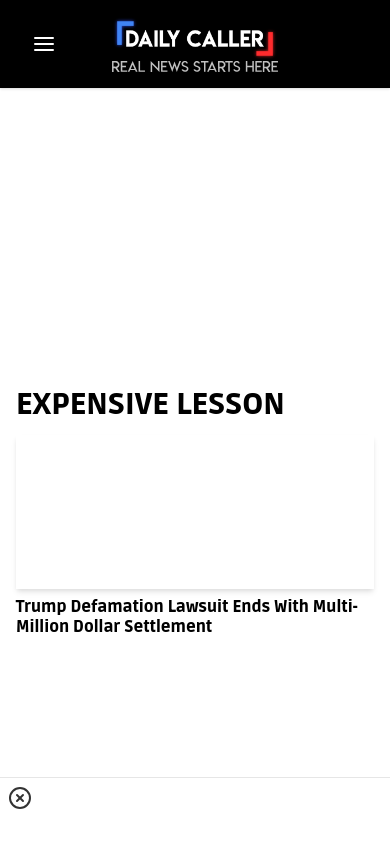 DAILY CALLER
REAL NEWS STARTS HERE
EXPENSIVE LESSON
Trump Defamation Lawsuit Ends With Multi-
Million Dollar Settlement